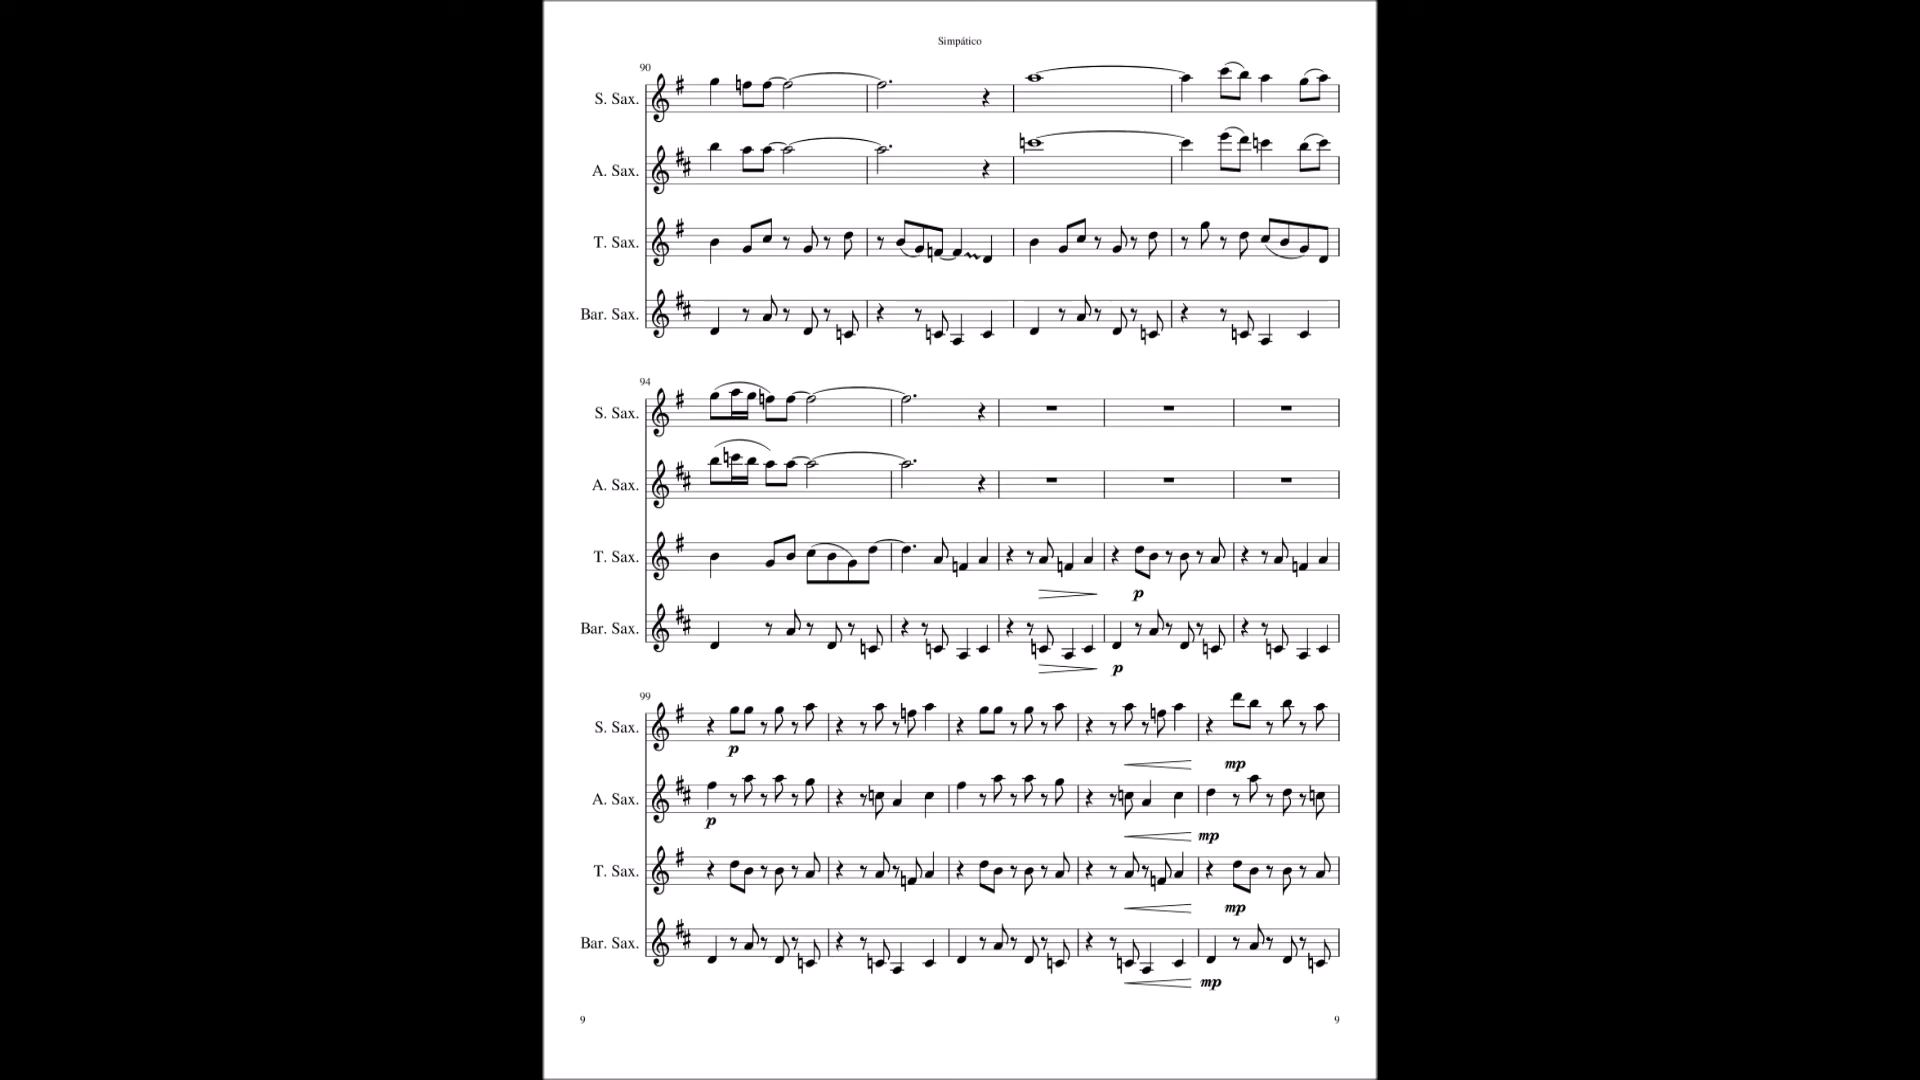 Simpático
90
S. Sax.
A. Sax.
T. Sax.
Bar. Sax.
94
S. Sax.
A. Sax.
T. Sax.
p
Bar. Sax.
p
99
S. Sax.
p
mp
A. Sax.
p
mp
T. Sax.
mp
Bar. Sax.
mp
9 9